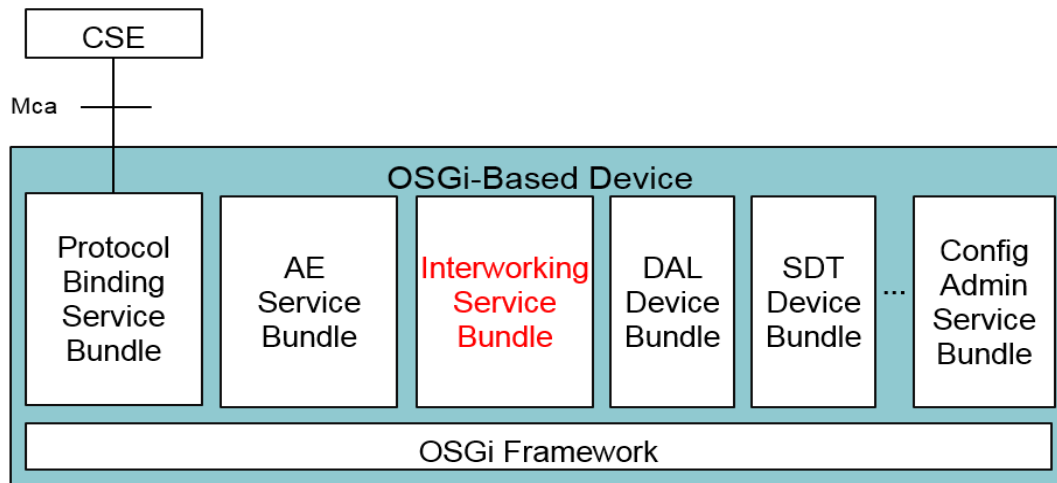 CSE
Mca
OSGi-Based Device
Protocol
Binding
Service
Bundle
AE
Service
Bundle
Interworking
Service
Bundle
DAL
Device
Bundle
SDT
Device
Bundle
...
Config
Admin
Service
Bundle
OSGi Framework